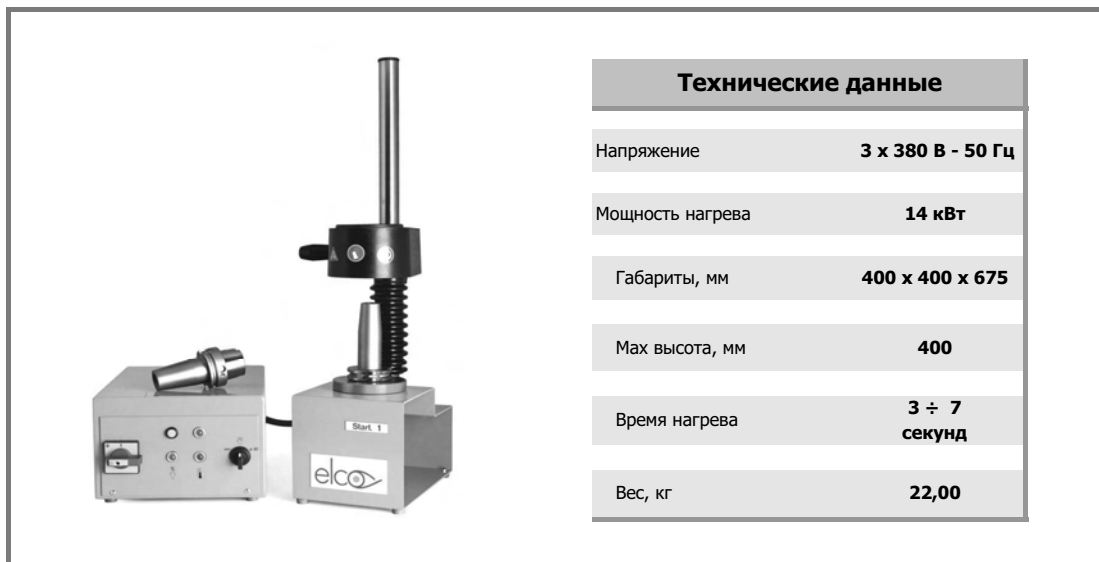 Start. 1
elco
Технические данные
Напряжение 3 x 380 В - 50 Гц
Мощность нагрева 14 кВт
Габариты, мм 400 x 400 x 675
Max высота, мм 400
Время нагрева 3 ÷ 7
секунд
Вес, кг 22,00